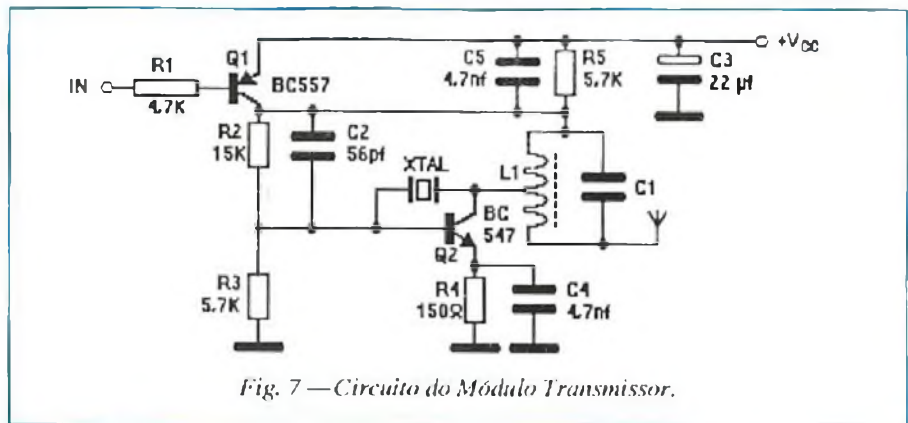 +Vcc
Q1
C5
4.7nf
R5
5.7K
C3
22 µf
IN
R1
4.7K
BC557
R2
15K
C2
56pf
XTAL
L1
C1
BC
547
Q2
R3
5.7K
R4
150Ω
C4
4.7nf
Fig. 7 — Circuito do Módulo Transmissor.